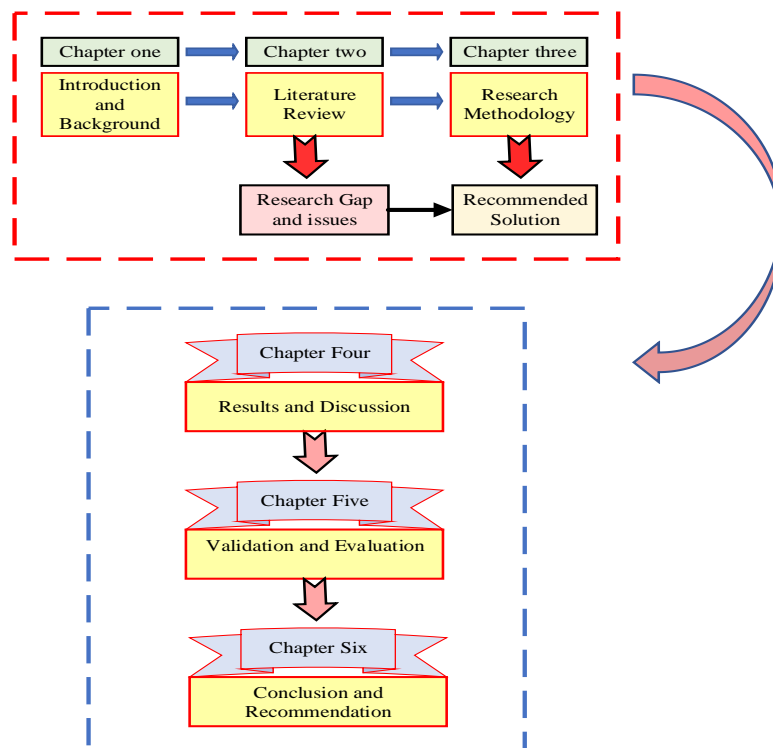 Chapter one
Chapter two
Chapter three
Introduction
and
Background
Literature
Review
Research
Methodology
Research Gap
and issues
Recommended
Solution
Chapter Four
Results and Discussion
Chapter Five
Validation and Evaluation
Chapter Six
Conclusion and
Recommendation